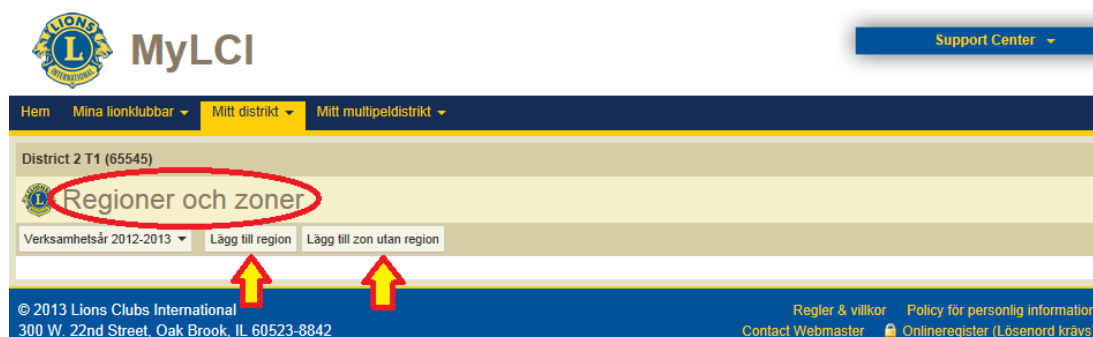 LIONS
L
INTERNATIONAL
MyLCI
Support Center
Hem Mina lionklubbar Mitt distrikt Mitt multipeldistrikt
District 2 T1 (65545)
Regioner och zoner
Verksamhetsår 2012-2013 Lägg till region Lägg till zon utan region
© 2013 Lions Clubs International
300 W. 22nd Street, Oak Brook, IL 60523-8842
Regler & villkor Policy för personlig information
Contact Webmaster Onlineregister (Lösenord krävs